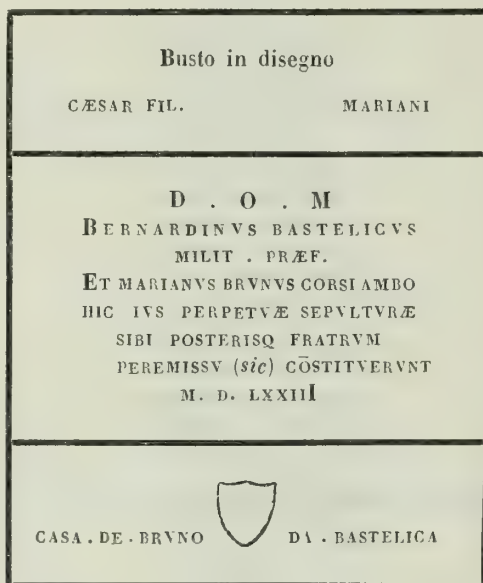 Busto in disegno
CÆSAR FIL. MARIANI
D . O . M
BERNARDINVS BASTELICVS
MILIT . PRÆF.
ET MARIANVS BRVNVS CORSI AMBO
HIC IVS PERPETVÆ SEPVLTVRÆ
SIBI POSTERISQ FRATRVM
PEREMISSV (sic) CŌSTITVERVNT
M. D. LXXIII
CASA . DE . BRVNO DA . BASTELICA